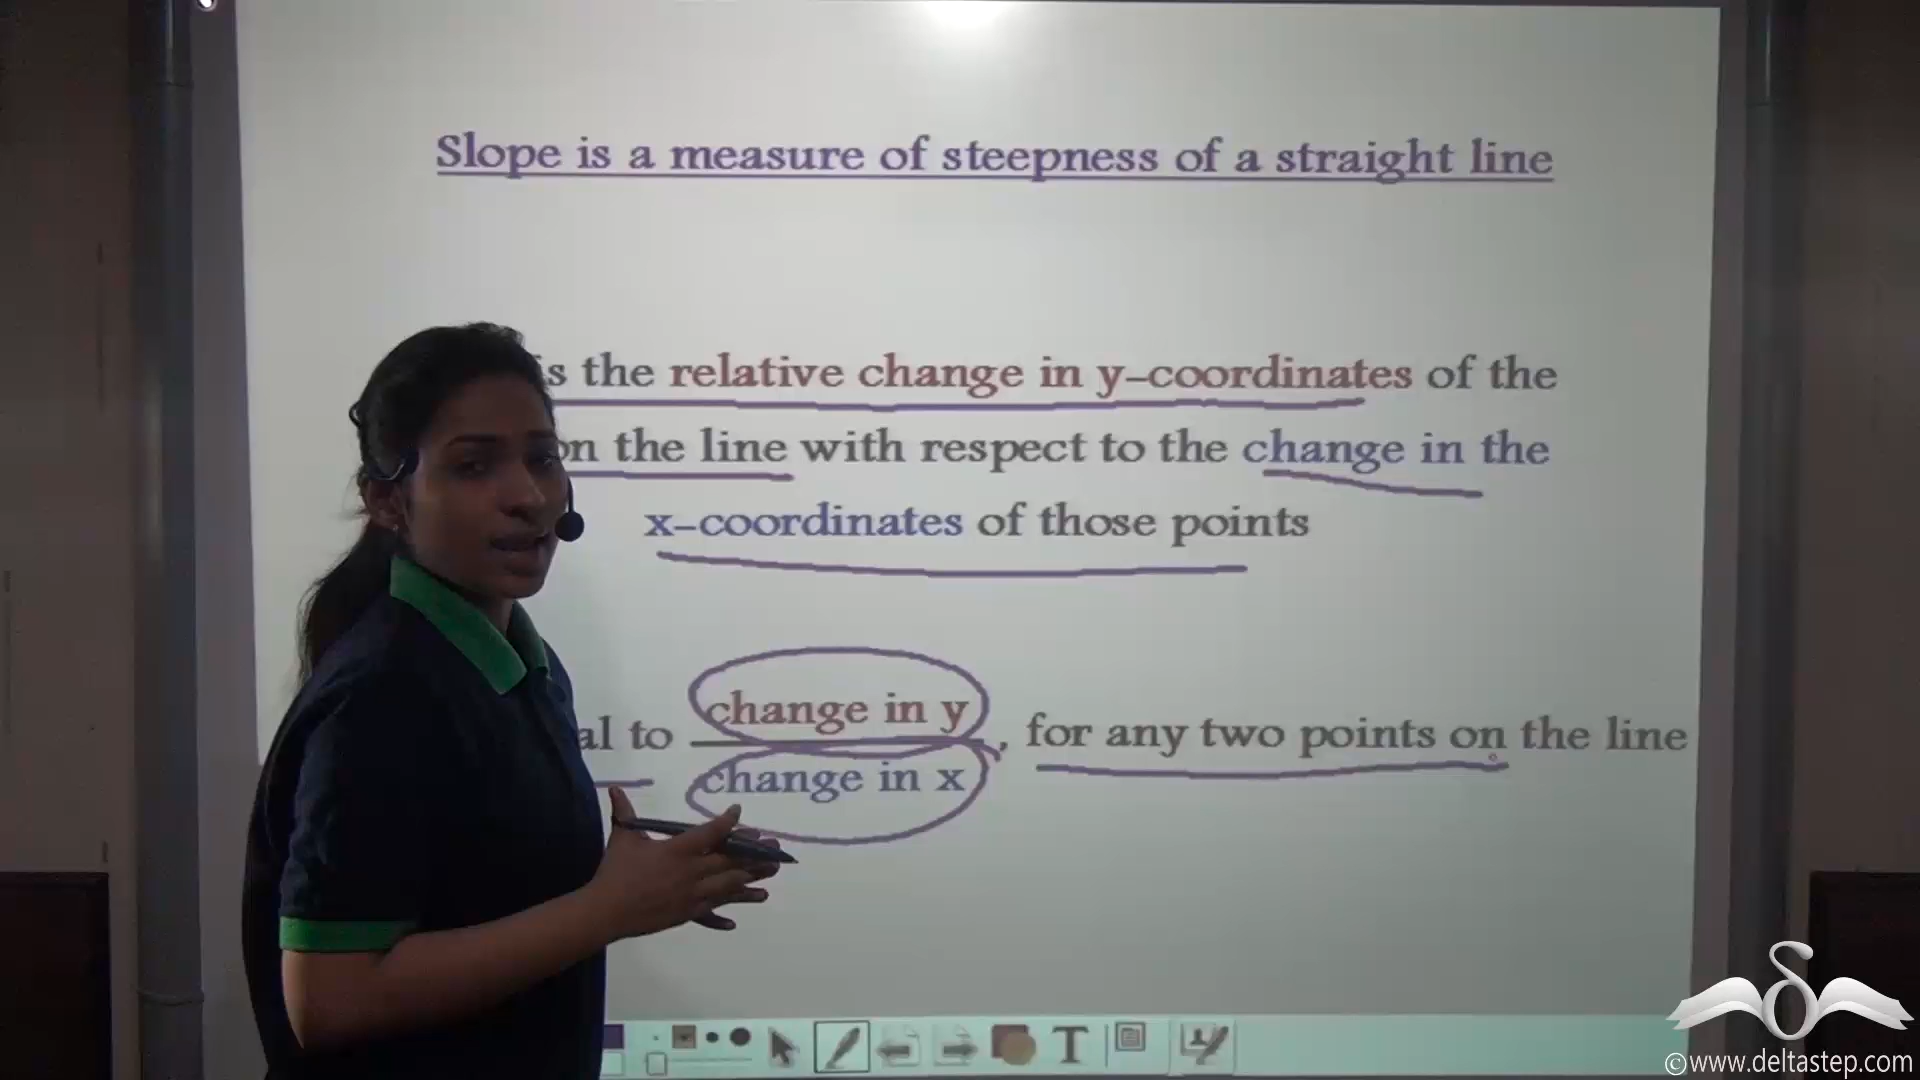 Slope is a measure of steepness of a straight line
is the relative change in y-coordinates of the
on the line with respect to the change in the
x-coordinates of those points
al to change in y
change in x
, for any two points on the line
T
©www.deltastep.com